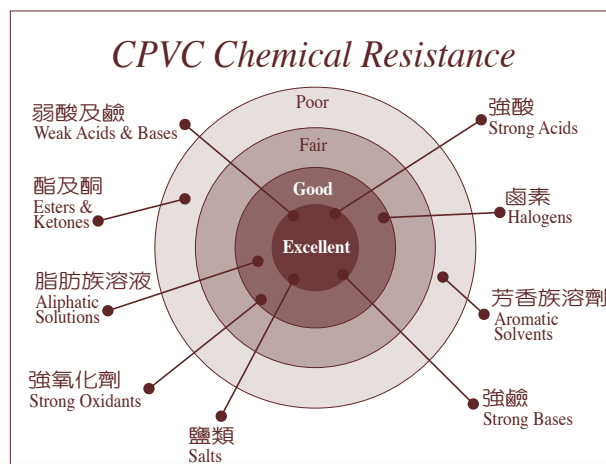 CPVC Chemical Resistance
Poor
Fair
Good
Excellent
弱酸及鹼
Weak Acids & Bases
酯及酮
Esters &
Ketones
脂肪族溶液
Aliphatic
Solutions
強氧化劑
Strong Oxidants
鹽類
Salts
強酸
Strong Acids
鹵素
Halogens
芳香族溶劑
Aromatic
Solvents
強鹼
Strong Bases